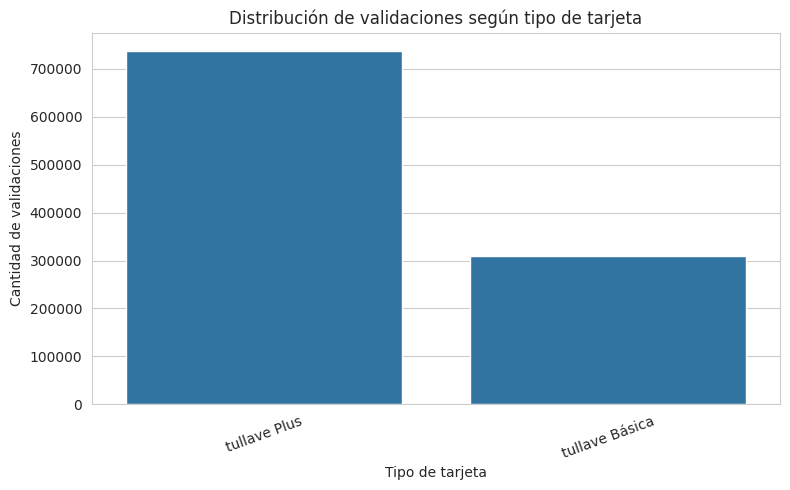 Distribución de validaciones según tipo de tarjeta
Cantidad de validaciones
700000
600000
500000
400000
300000
200000
100000
0
tullave Plus
tullave Básica
Tipo de tarjeta